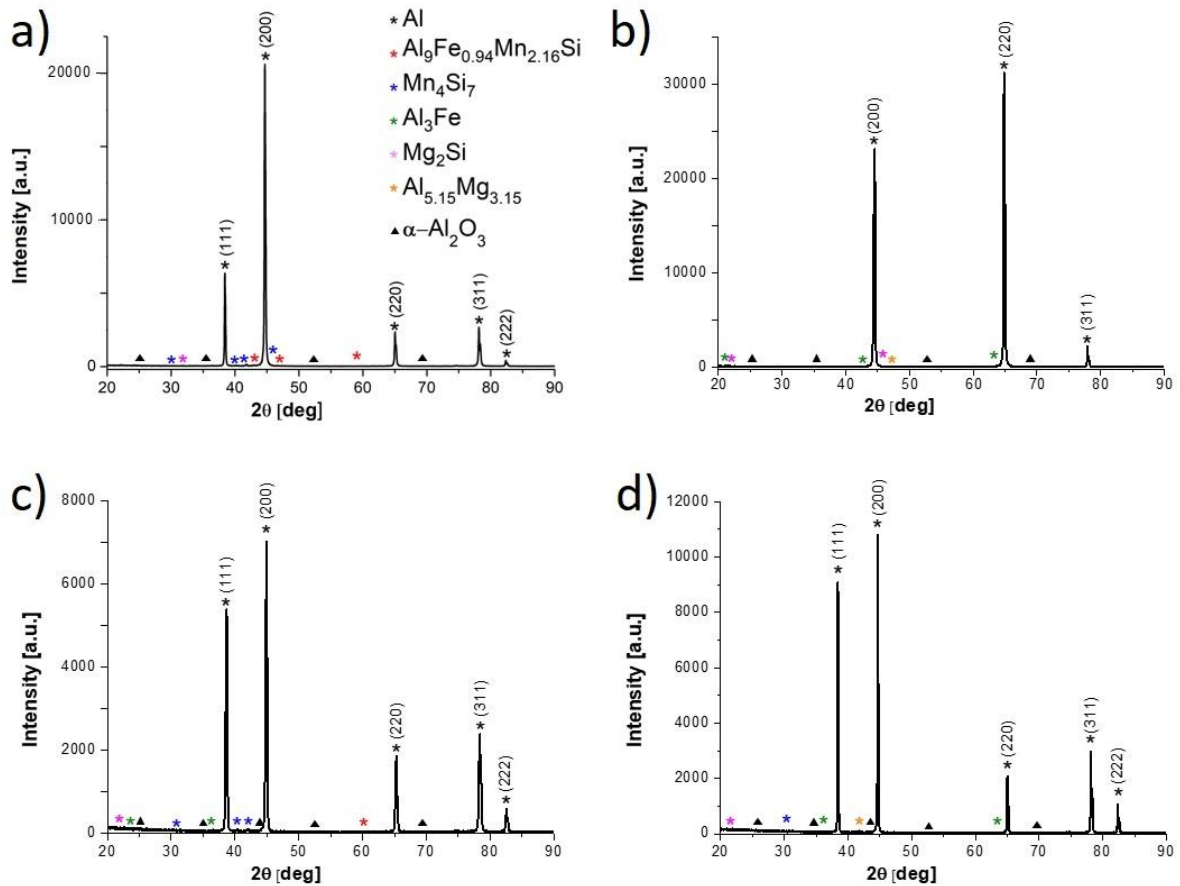 a)
Intensity [a.u.]
20000
10000
0
20 30 40 50 60 70 80 90
2θ [deg]
*(111)
*(200)
*(220)
*(311)
*(222)
* Al
* Al₉Fe₀.₉₄Mn₂.₁₆Si
* Mn₄Si₇
* Al₃Fe
* Mg₂Si
* Al₅.₁₅Mg₃.₁₅
▲ α–Al₂O₃
b)
Intensity [a.u.]
30000
20000
10000
0
20 30 40 50 60 70 80 90
2θ [deg]
*(200)
*(220)
*(311)
c)
Intensity [a.u.]
8000
6000
4000
2000
0
20 30 40 50 60 70 80 90
2θ [deg]
*(111)
*(200)
*(220)
*(311)
*(222)
d)
Intensity [a.u.]
12000
10000
8000
6000
4000
2000
0
20 30 40 50 60 70 80 90
2θ [deg]
*(111)
*(200)
*(220)
*(311)
*(222)